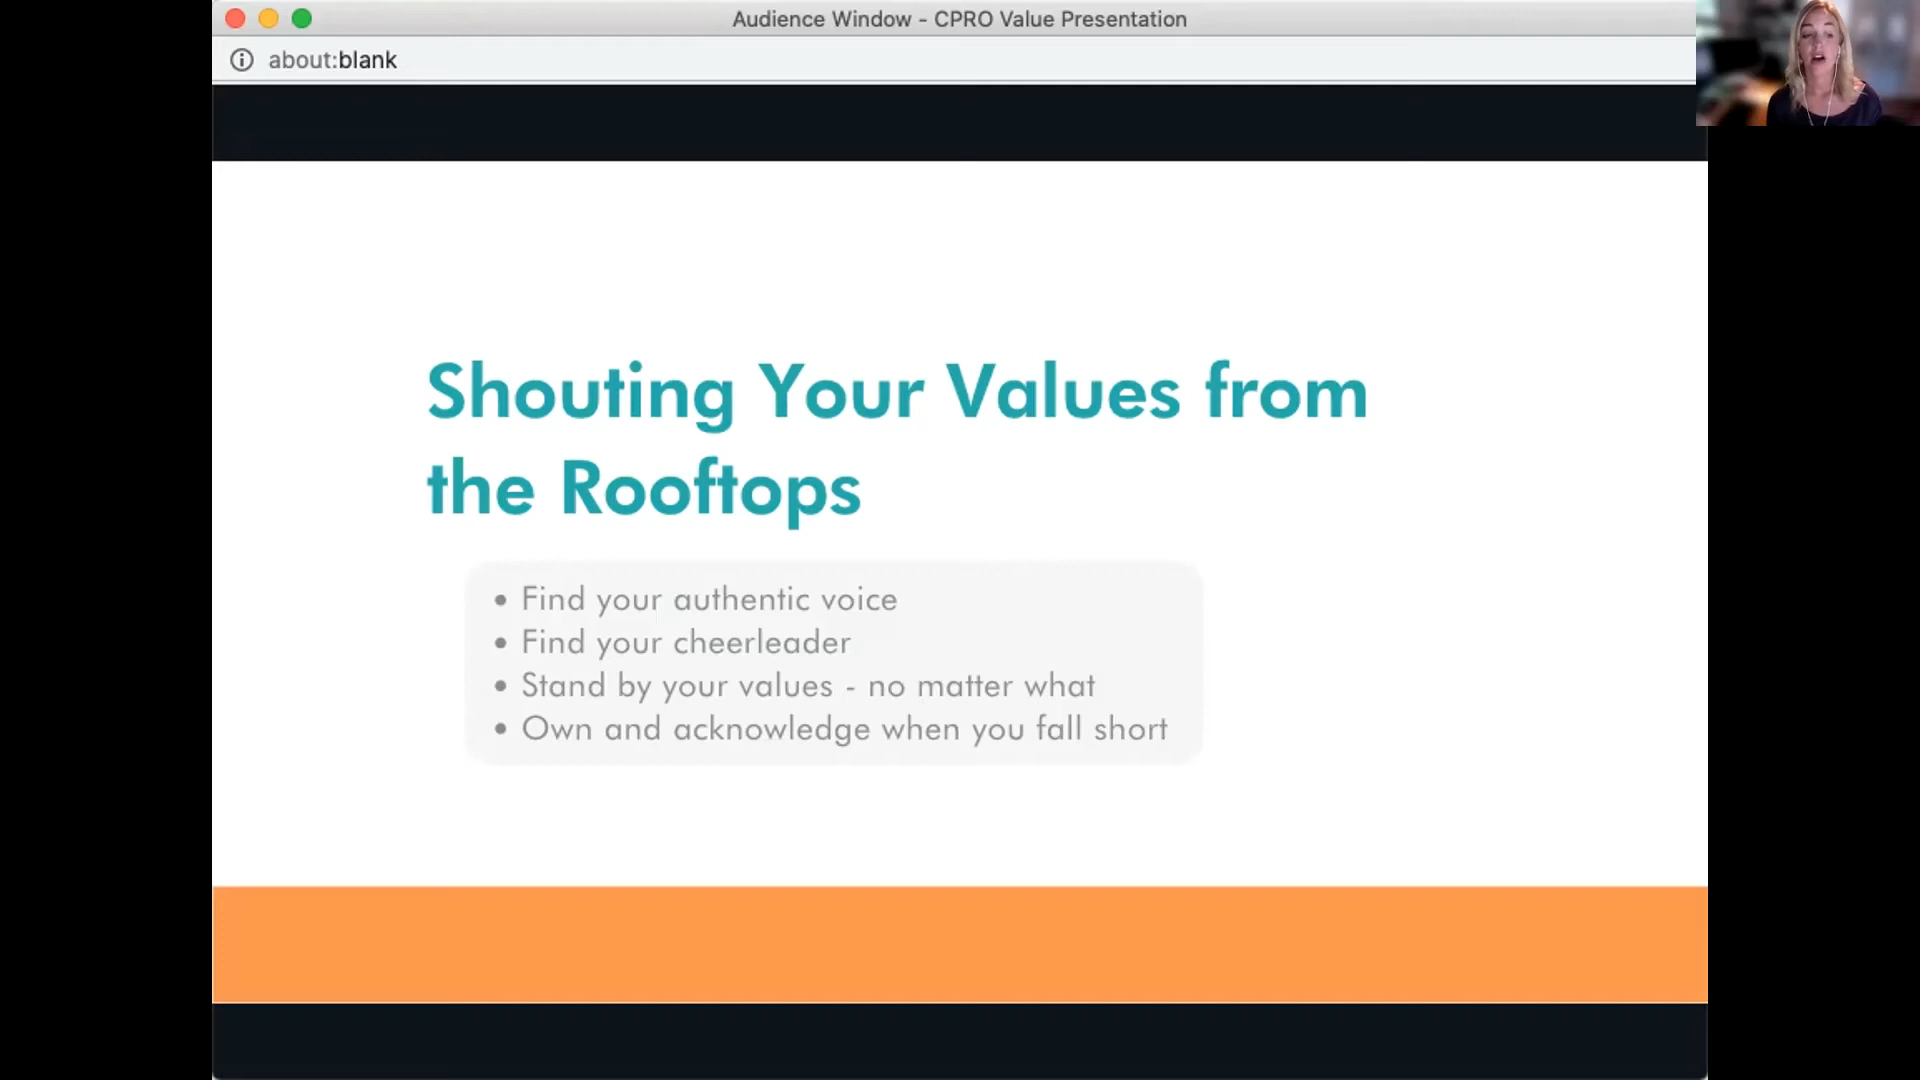 Audience Window - CPRO Value Presentation
about:blank
Shouting Your Values from
the Rooftops
• Find your authentic voice
• Find your cheerleader
• Stand by your values - no matter what
• Own and acknowledge when you fall short